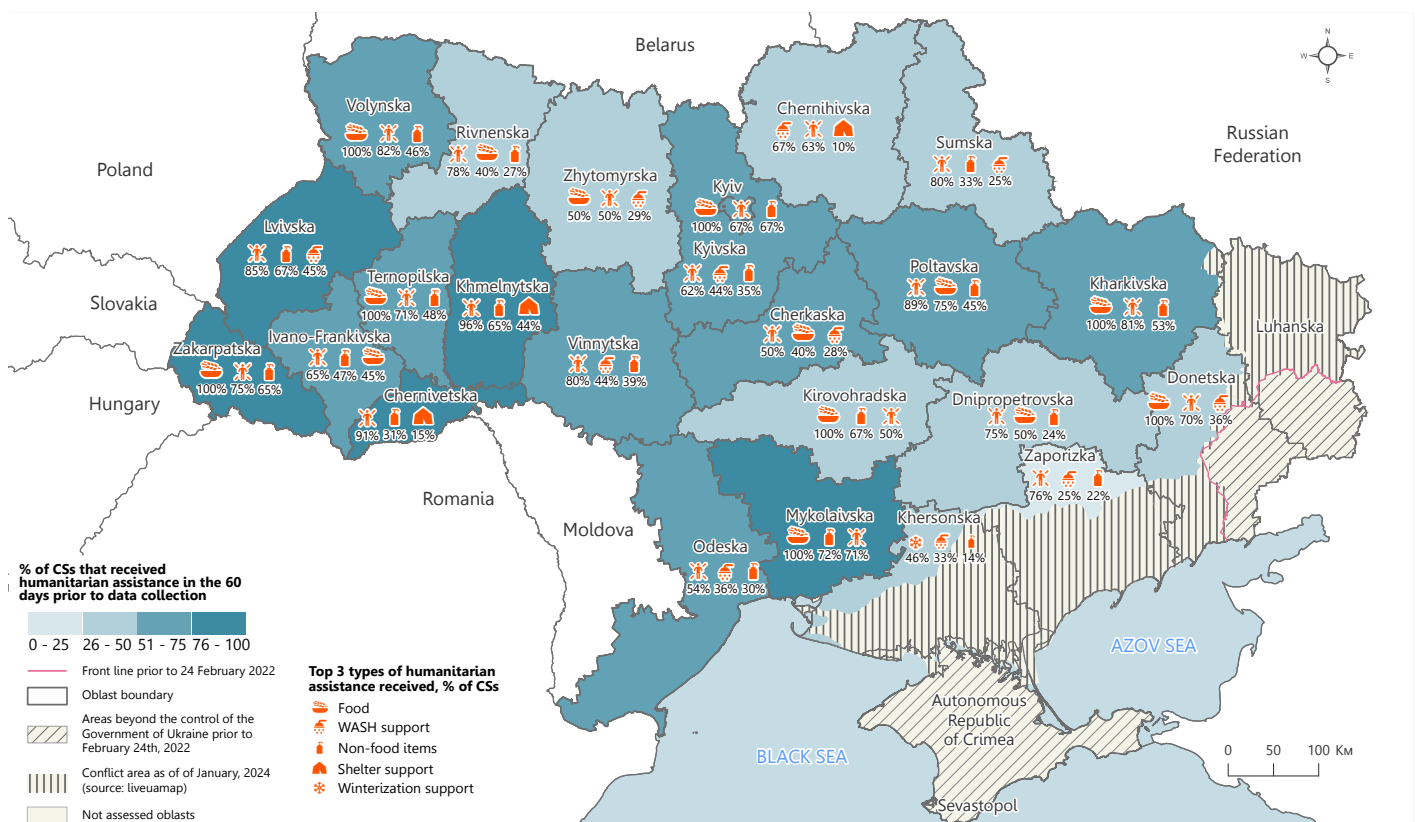 Belarus
N
W
E
S
Russian
Federation
Poland
Slovakia
Hungary
Romania
Moldova
Volynska
100% 82% 46%
Rivnenska
78% 40% 27%
Zhytomyrska
50% 50% 29%
Kyiv
100% 67% 67%
Kyivska
62% 44% 35%
Chernihivska
67% 63% 10%
Sumska
80% 33% 25%
Lvivska
85% 67% 45%
Ternopilska
100% 71% 48%
Khmelnytska
96% 65% 44%
Ivano-Frankivska
65% 47% 45%
Zakarpatska
100% 75% 65%
Chernivetska
91% 31% 15%
Vinnytska
80% 44% 39%
Cherkaska
50% 40% 28%
Poltavska
89% 75% 45%
Kharkivska
100% 81% 53%
Luhanska
Donetska
100% 70% 36%
Kirovohradska
100% 67% 50%
Dnipropetrovska
75% 50% 24%
Zaporizka
76% 25% 22%
Mykolaivska
100% 72% 71%
Khersonska
46% 33% 14%
Odeska
54% 36% 30%
AZOV SEA
BLACK SEA
Autonomous
Republic
of Crimea
Sevastopol
0 50 100 Км
% of CSs that received
humanitarian assistance in the 60
days prior to data collection
0 - 25 26 - 50 51 - 75 76 - 100
Front line prior to 24 February 2022
Oblast boundary
Areas beyond the control of the
Government of Ukraine prior to
February 24th, 2022
Conflict area as of of January, 2024
(source: liveuamap)
Not assessed oblasts
Top 3 types of humanitarian
assistance received, % of CSs
Food
WASH support
Non-food items
Shelter support
Winterization support